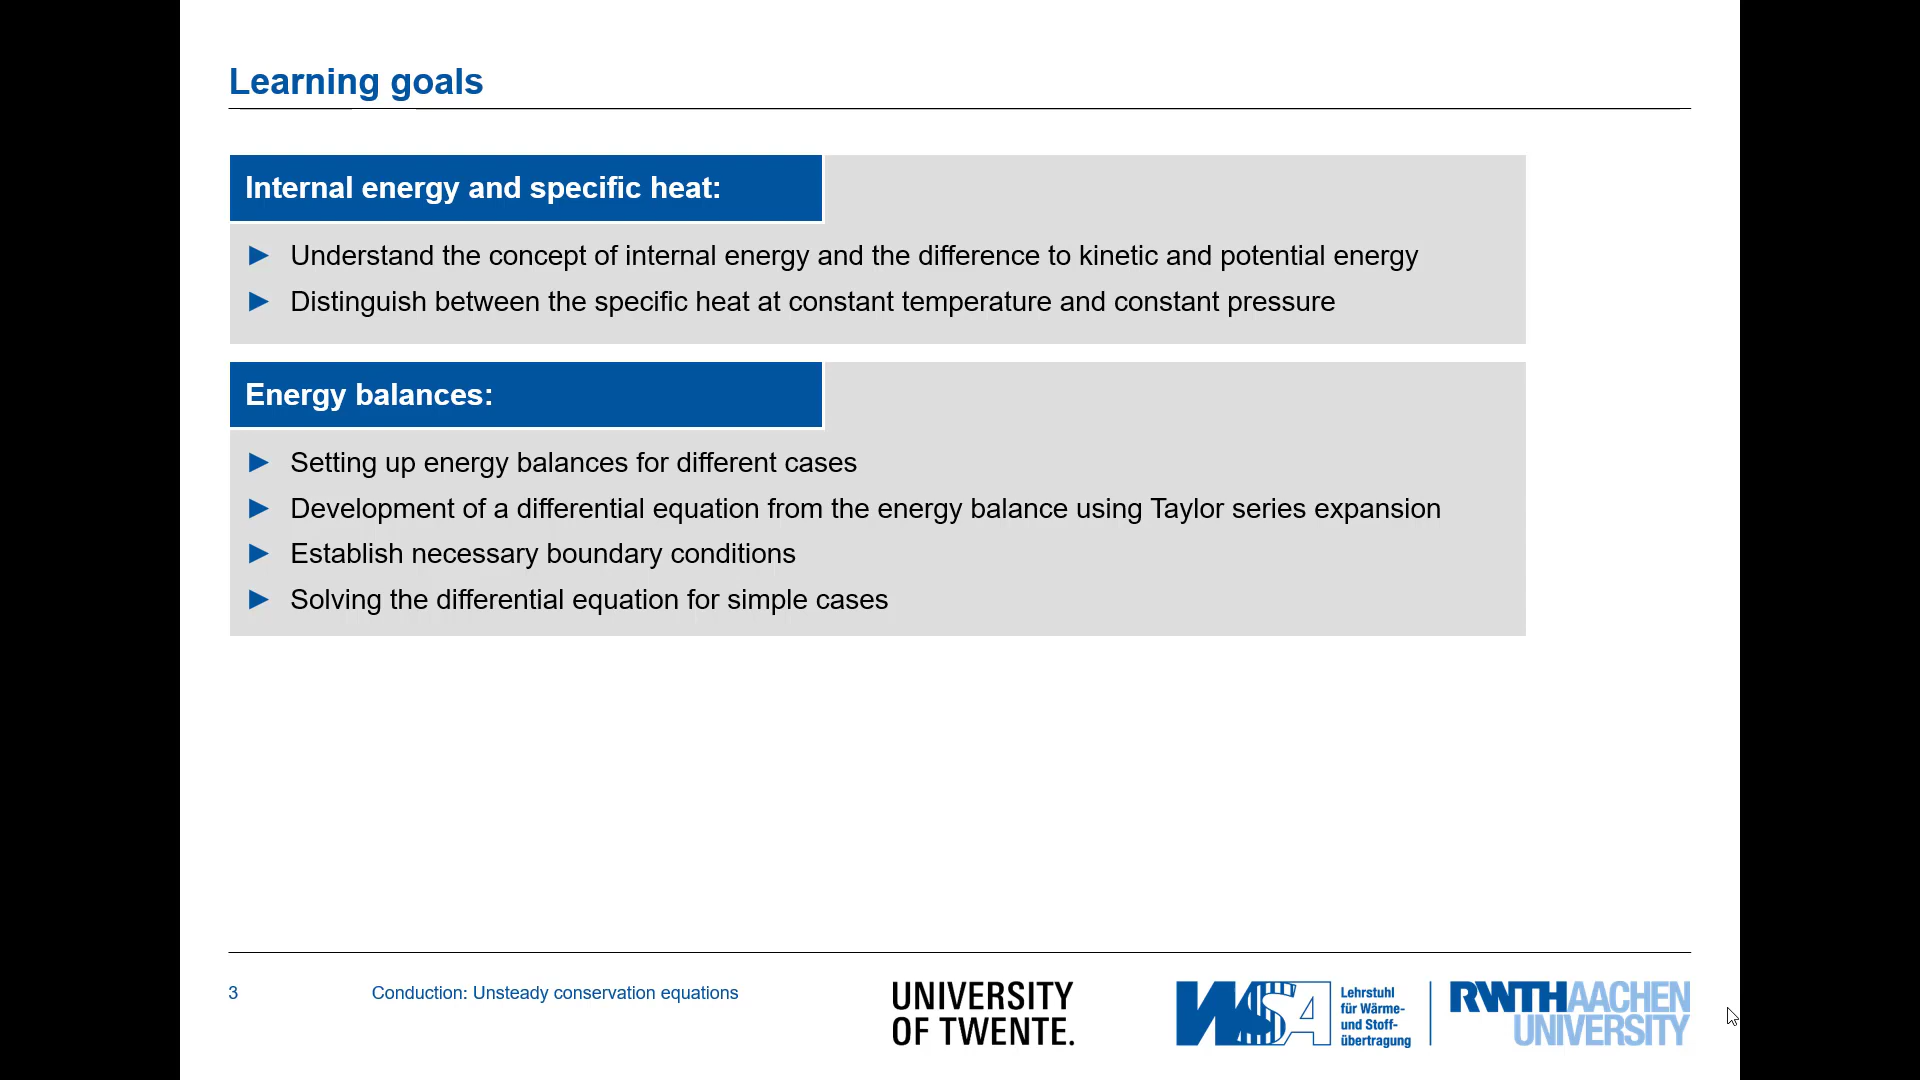 Learning goals
Internal energy and specific heat:
Understand the concept of internal energy and the difference to kinetic and potential energy
Distinguish between the specific heat at constant temperature and constant pressure
Energy balances:
Setting up energy balances for different cases
Development of a differential equation from the energy balance using Taylor series expansion
Establish necessary boundary conditions
Solving the differential equation for simple cases
3
Conduction: Unsteady conservation equations
UNIVERSITY
OF TWENTE.
WSA
Lehrstuhl
für Wärme-
und Stoff-
übertragung
RWTHAACHEN
UNIVERSITY